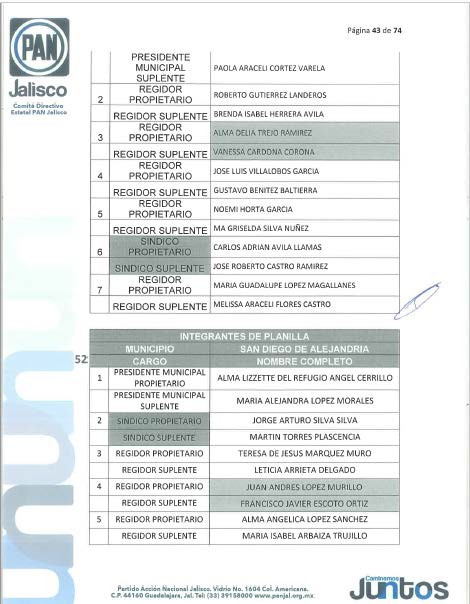 Página 43 de 74
PAN
Jalisco
Comité Directivo
Estatal PAN Jalisco
PRESIDENTE
MUNICIPAL
SUPLENTE
PAOLA ARACELI CORTEZ VARELA
2
REGIDOR
PROPIETARIO
ROBERTO GUTIERREZ LANDEROS
REGIDOR SUPLENTE
BRENDA ISABEL HERRERA AVILA
3
REGIDOR
PROPIETARIO
ALMA DELIA TREJO RAMIREZ
REGIDOR SUPLENTE
VANESSA CARDONA CORONA
4
REGIDOR
PROPIETARIO
JOSE LUIS VILLALOBOS GARCIA
REGIDOR SUPLENTE
GUSTAVO BENITEZ BALTIERRA
5
REGIDOR
PROPIETARIO
NOEMI HORTA GARCIA
REGIDOR SUPLENTE
MA GRISELDA SILVA NUÑEZ
6
SINDICO
PROPIETARIO
CARLOS ADRIAN AVILA LLAMAS
SINDICO SUPLENTE
JOSE ROBERTO CASTRO RAMIREZ
7
REGIDOR
PROPIETARIO
MARIA GUADALUPE LOPEZ MAGALLANES
REGIDOR SUPLENTE
MELISSA ARACELI FLORES CASTRO
52
INTEGRANTES DE PLANILLA
MUNICIPIO
SAN DIEGO DE ALEJANDRIA
CARGO
NOMBRE COMPLETO
1
PRESIDENTE MUNICIPAL
PROPIETARIO
ALMA LIZZETTE DEL REFUGIO ANGEL CERRILLO
PRESIDENTE MUNICIPAL
SUPLENTE
MARIA ALEJANDRA LOPEZ MORALES
2
SINDICO PROPIETARIO
JORGE ARTURO SILVA SILVA
SINDICO SUPLENTE
MARTIN TORRES PLASCENCIA
3
REGIDOR PROPIETARIO
TERESA DE JESUS MARQUEZ MURO
REGIDOR SUPLENTE
LETICIA ARRIETA DELGADO
4
REGIDOR PROPIETARIO
JUAN ANDRES LOPEZ MURILLO
REGIDOR SUPLENTE
FRANCISCO JAVIER ESCOTO ORTIZ
5
REGIDOR PROPIETARIO
ALMA ANGELICA LOPEZ SANCHEZ
REGIDOR SUPLENTE
MARIA ISABEL ARBAIZA TRUJILLO
Partido Acción Nacional Jalisco. Vidrio No. 1604 Col. Americana.
C.P. 44160 Guadalajara, Jal. Tel: (33) 39158000 www.panjal.org.mx
Caminemos
Juntos